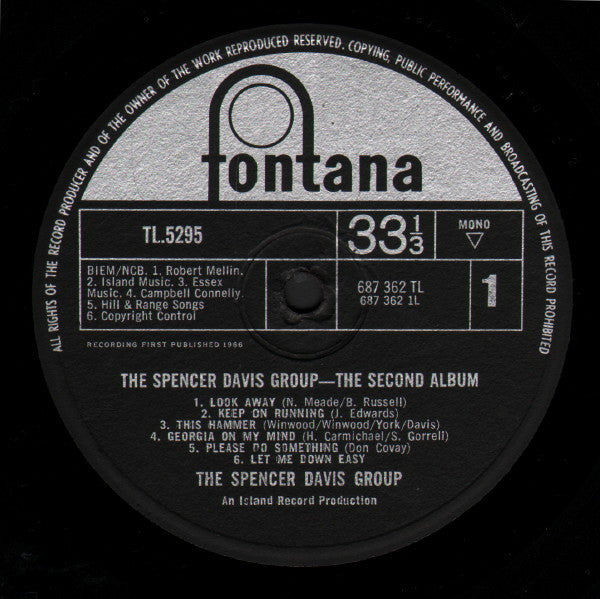 ALL RIGHTS OF THE RECORD PRODUCER AND OF THE OWNER OF THE WORK REPRODUCED RESERVED. COPYING, PUBLIC PERFORMANCE AND BROADCASTING OF THIS RECORD PROHIBITED
fontana
TL.5295
33 1/3
MONO
BIEM/NCB. 1. Robert Mellin.
2. Island Music. 3. Essex
Music. 4. Campbell Connelly.
5. Hill & Range Songs
6. Copyright Control
687 362 TL
687 362 1L
1
RECORDING FIRST PUBLISHED 1966
THE SPENCER DAVIS GROUP—THE SECOND ALBUM
1. LOOK AWAY (N. Meade/B. Russell)
2. KEEP ON RUNNING (J. Edwards)
3. THIS HAMMER (Winwood/Winwood/York/Davis)
4. GEORGIA ON MY MIND (H. Carmichael/S. Gorrell)
5. PLEASE DO SOMETHING (Don Covay)
6. LET ME DOWN EASY
THE SPENCER DAVIS GROUP
An Island Record Production